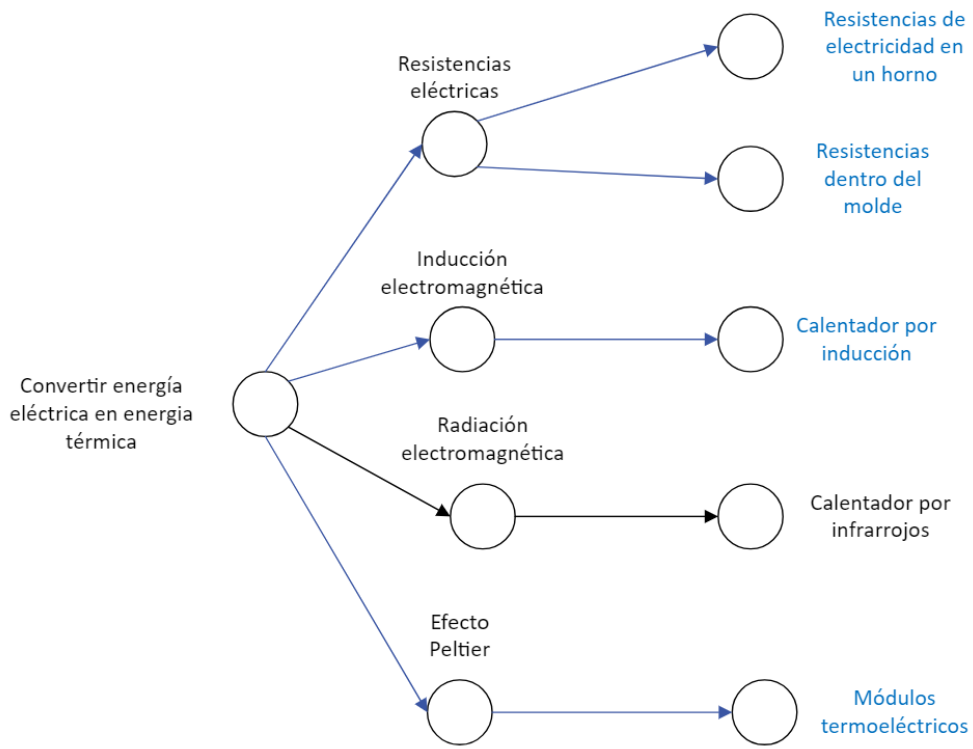 Resistencias de
electricidad en
un horno
Resistencias
eléctricas
Resistencias
dentro del
molde
Inducción
electromagnética
Calentador por
inducción
Convertir energía
eléctrica en energia
térmica
Radiación
electromagnética
Calentador por
infrarrojos
Efecto
Peltier
Módulos
termoeléctricos